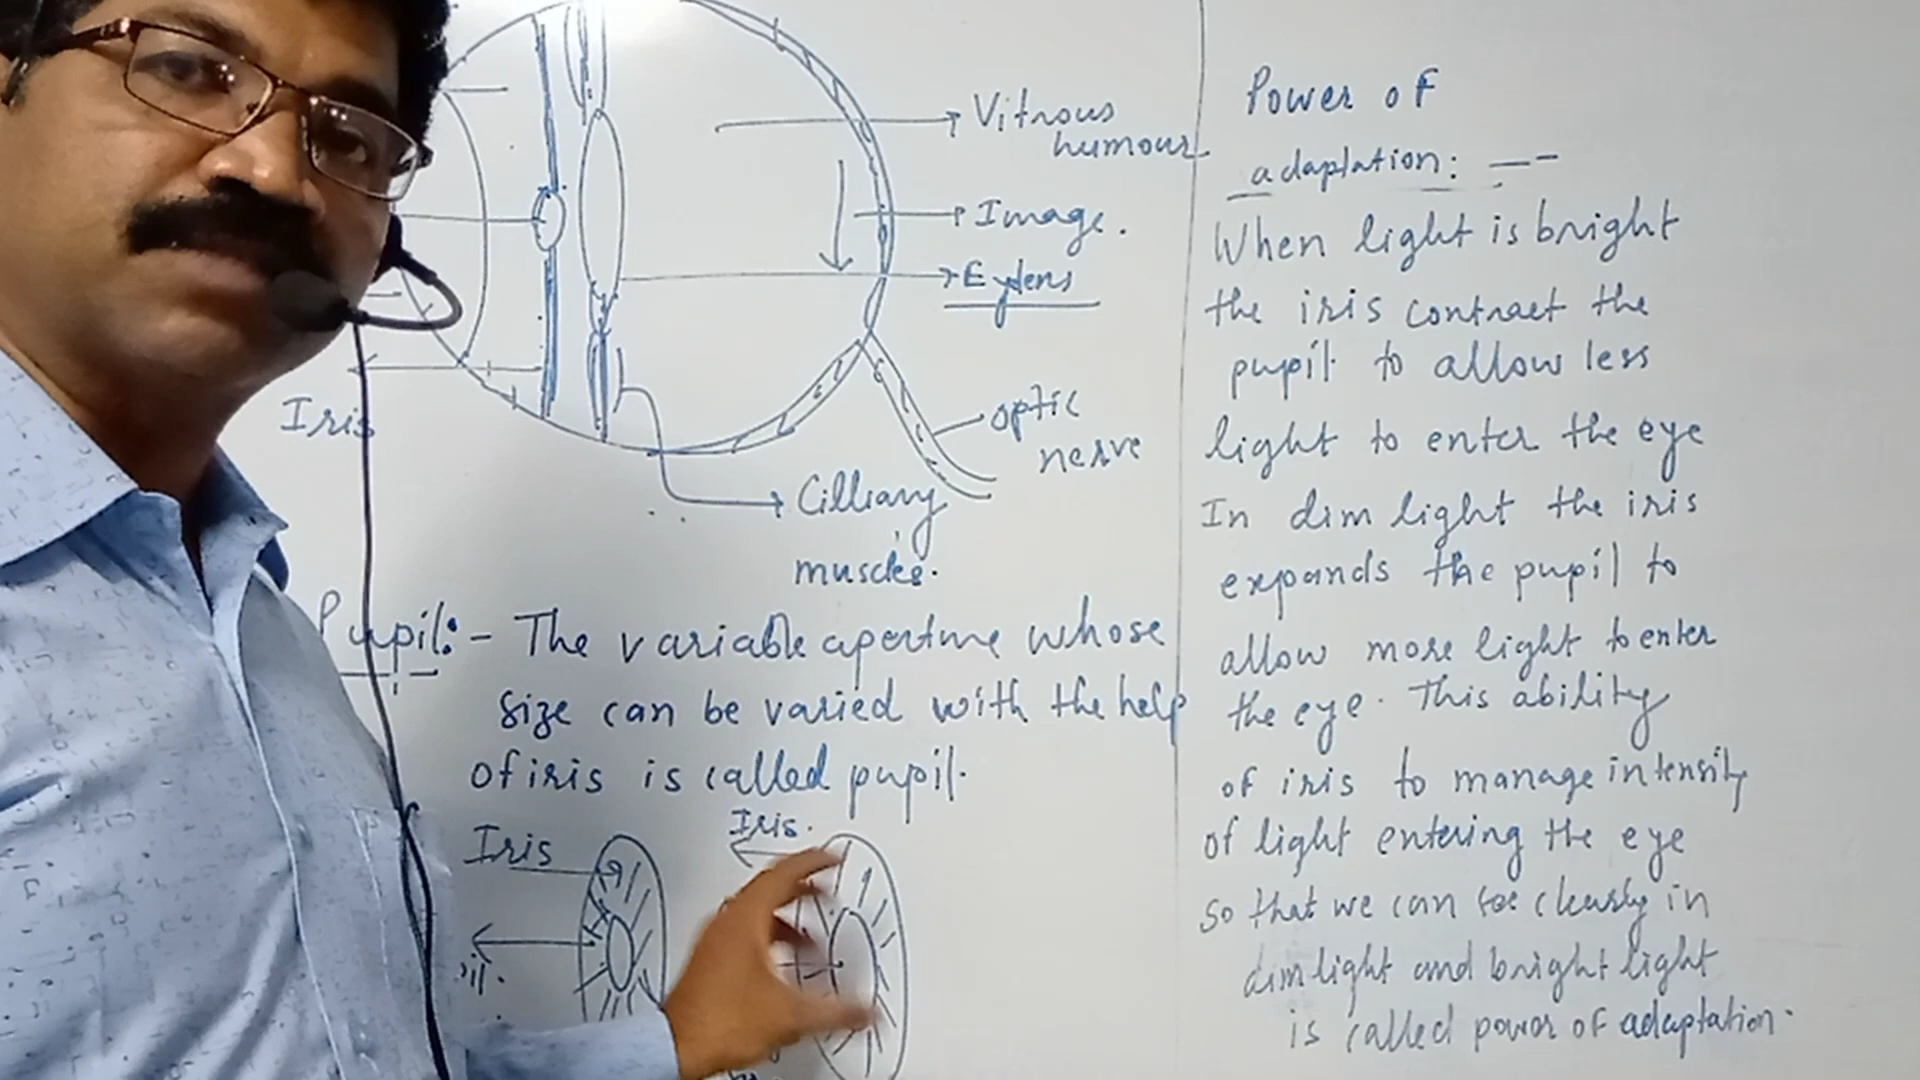 Vitrous
humour
Image.
Eylens
Iris
optic
nerve
Cilliary
muscles.
Pupil:- The variable aperture whose
size can be varied with the help
of iris is called pupil.
Iris
Iris.
pil.
Power of
adaptation: --
When light is bright
the iris contract the
pupil to allow less
light to enter the eye
In dim light the iris
expands the pupil to
allow more light to enter
the eye. This ability
of iris to manage intensity
of light entering the eye
so that we can see clearly in
dim light and bright light
is called power of adaptation.